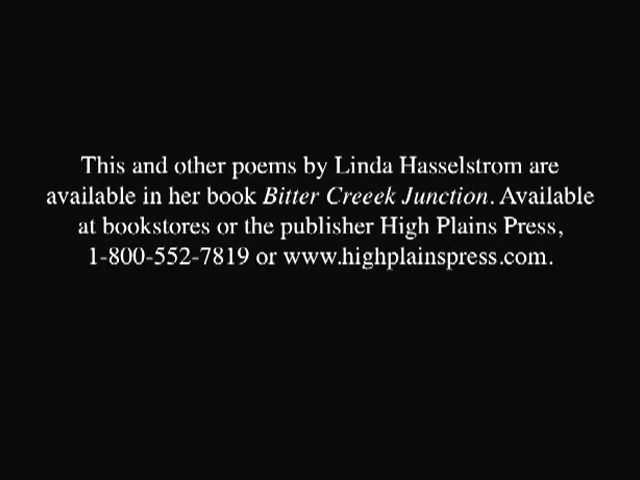 This and other poems by Linda Hasselstrom are
available in her book Bitter Creeek Junction. Available
at bookstores or the publisher High Plains Press,
1-800-552-7819 or www.highplainspress.com.